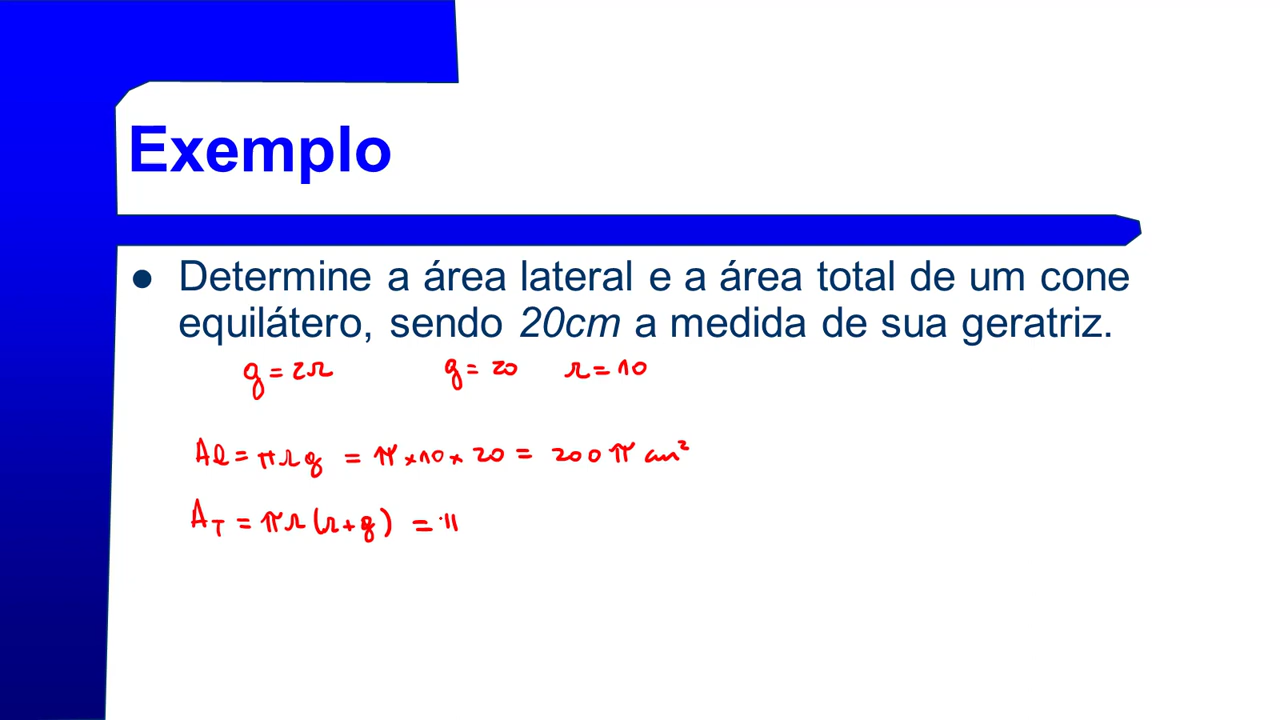 Exemplo
● Determine a área lateral e a área total de um cone
equilátero, sendo 20cm a medida de sua geratriz.
g = 2r g = 20 r = 10
Al = πrg = π×10×20 = 200π cm²
A_T = πr(r+g) = π